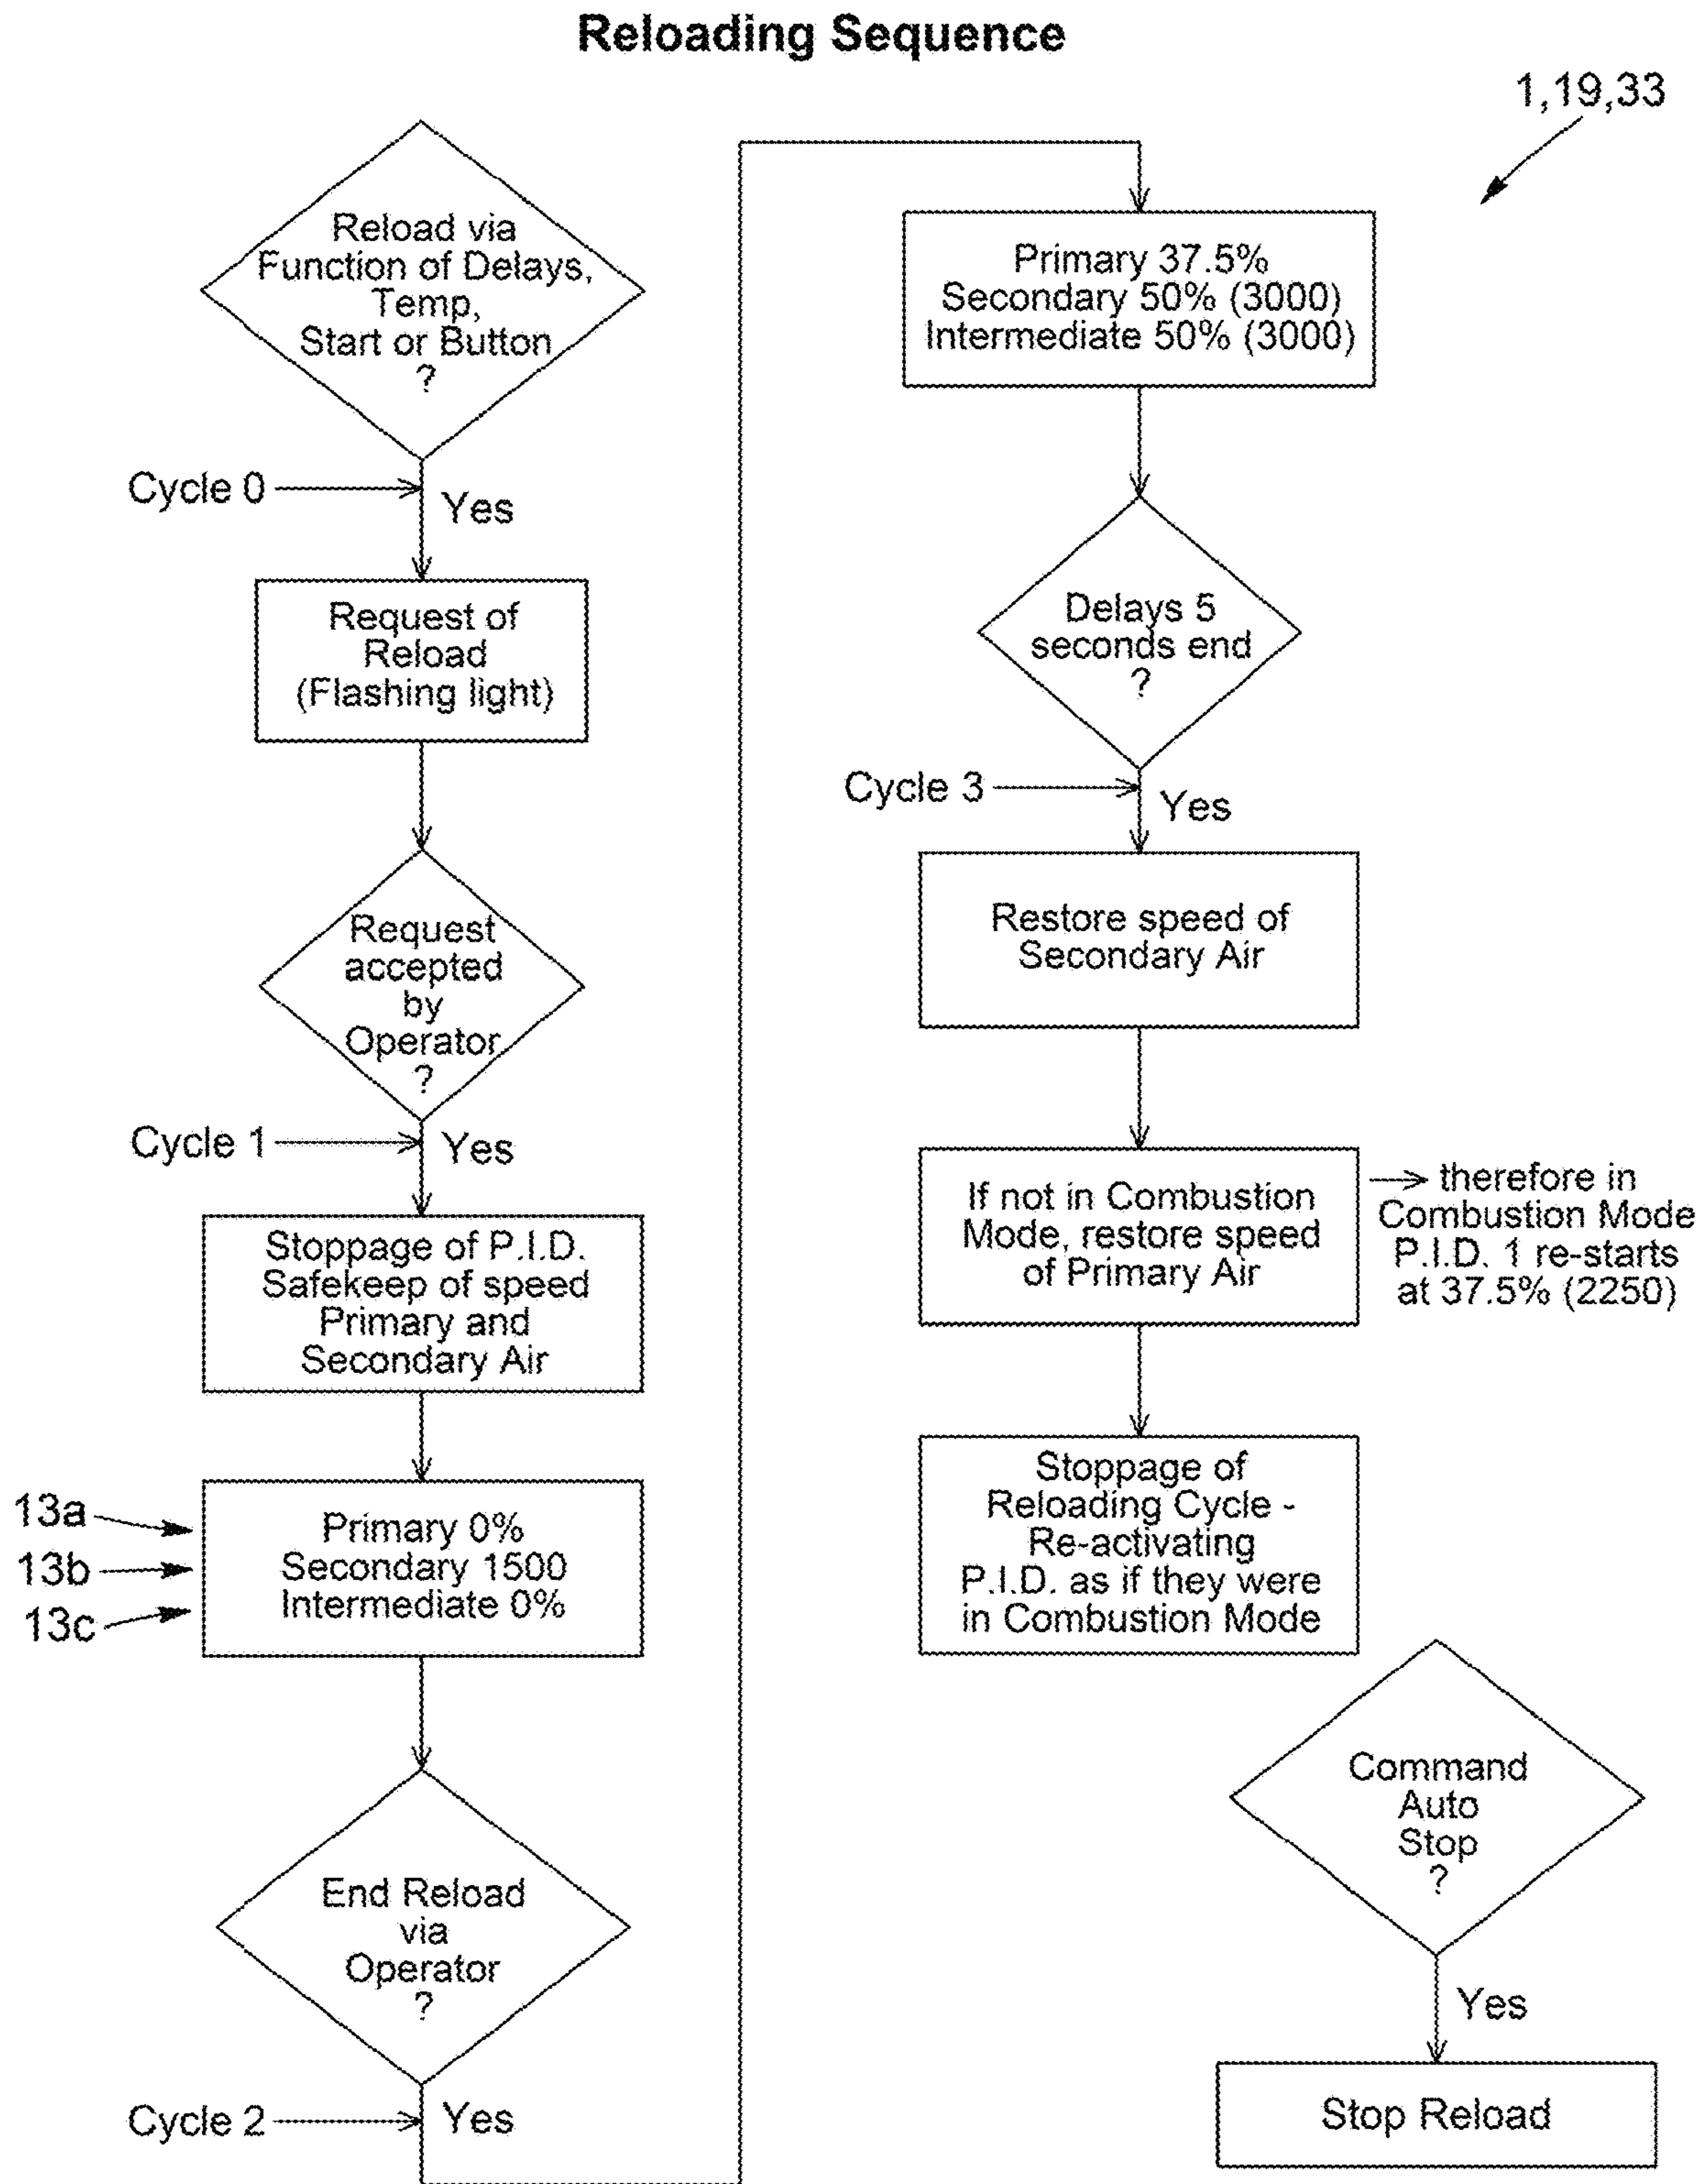 Reloading Sequence
1,19,33
Reload via
Function of Delays,
Temp,
Start or Button
?
Cycle 0
Yes
Request of
Reload
(Flashing light)
Request
accepted
by
Operator
?
Cycle 1
Yes
Stoppage of P.I.D.
Safekeep of speed
Primary and
Secondary Air
13a
13b
13c
Primary 0%
Secondary 1500
Intermediate 0%
End Reload
via
Operator
?
Cycle 2
Yes
Primary 37.5%
Secondary 50% (3000)
Intermediate 50% (3000)
Delays 5
seconds end
?
Cycle 3
Yes
Restore speed of
Secondary Air
If not in Combustion
Mode, restore speed
of Primary Air
therefore in
Combustion Mode
P.I.D. 1 re-starts
at 37.5% (2250)
Stoppage of
Reloading Cycle -
Re-activating
P.I.D. as if they were
in Combustion Mode
Command
Auto
Stop
?
Yes
Stop Reload